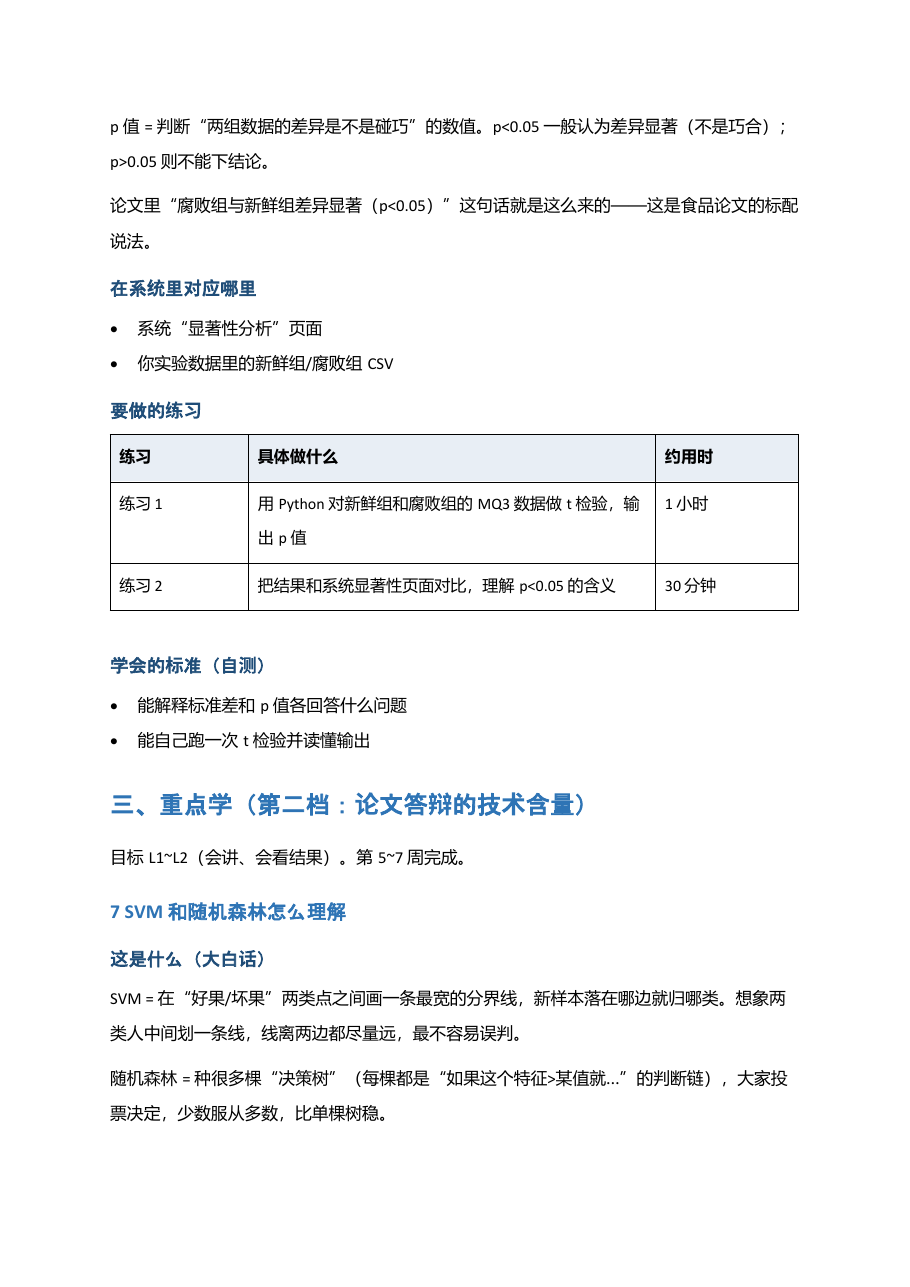 p 值 = 判断“两组数据的差异是不是碰巧”的数值。p<0.05 一般认为差异显著（不是巧合）；
p>0.05 则不能下结论。
论文里“腐败组与新鲜组差异显著（p<0.05）”这句话就是这么来的——这是食品论文的标配
说法。
在系统里对应哪里
• 系统“显著性分析”页面
• 你实验数据里的新鲜组/腐败组 CSV
要做的练习
练习 具体做什么 约用时
练习 1 用 Python 对新鲜组和腐败组的 MQ3 数据做 t 检验，输 1 小时
出 p 值
练习 2 把结果和系统显著性页面对比，理解 p<0.05 的含义 30 分钟
学会的标准（自测）
• 能解释标准差和 p 值各回答什么问题
• 能自己跑一次 t 检验并读懂输出
三、重点学（第二档：论文答辩的技术含量）
目标 L1~L2（会讲、会看结果）。第 5~7 周完成。
7 SVM 和随机森林怎么理解
这是什么（大白话）
SVM = 在“好果/坏果”两类点之间画一条最宽的分界线，新样本落在哪边就归哪类。想象两
类人中间划一条线，线离两边都尽量远，最不容易误判。
随机森林 = 种很多棵“决策树”（每棵都是“如果这个特征>某值就…”的判断链），大家投
票决定，少数服从多数，比单棵树稳。